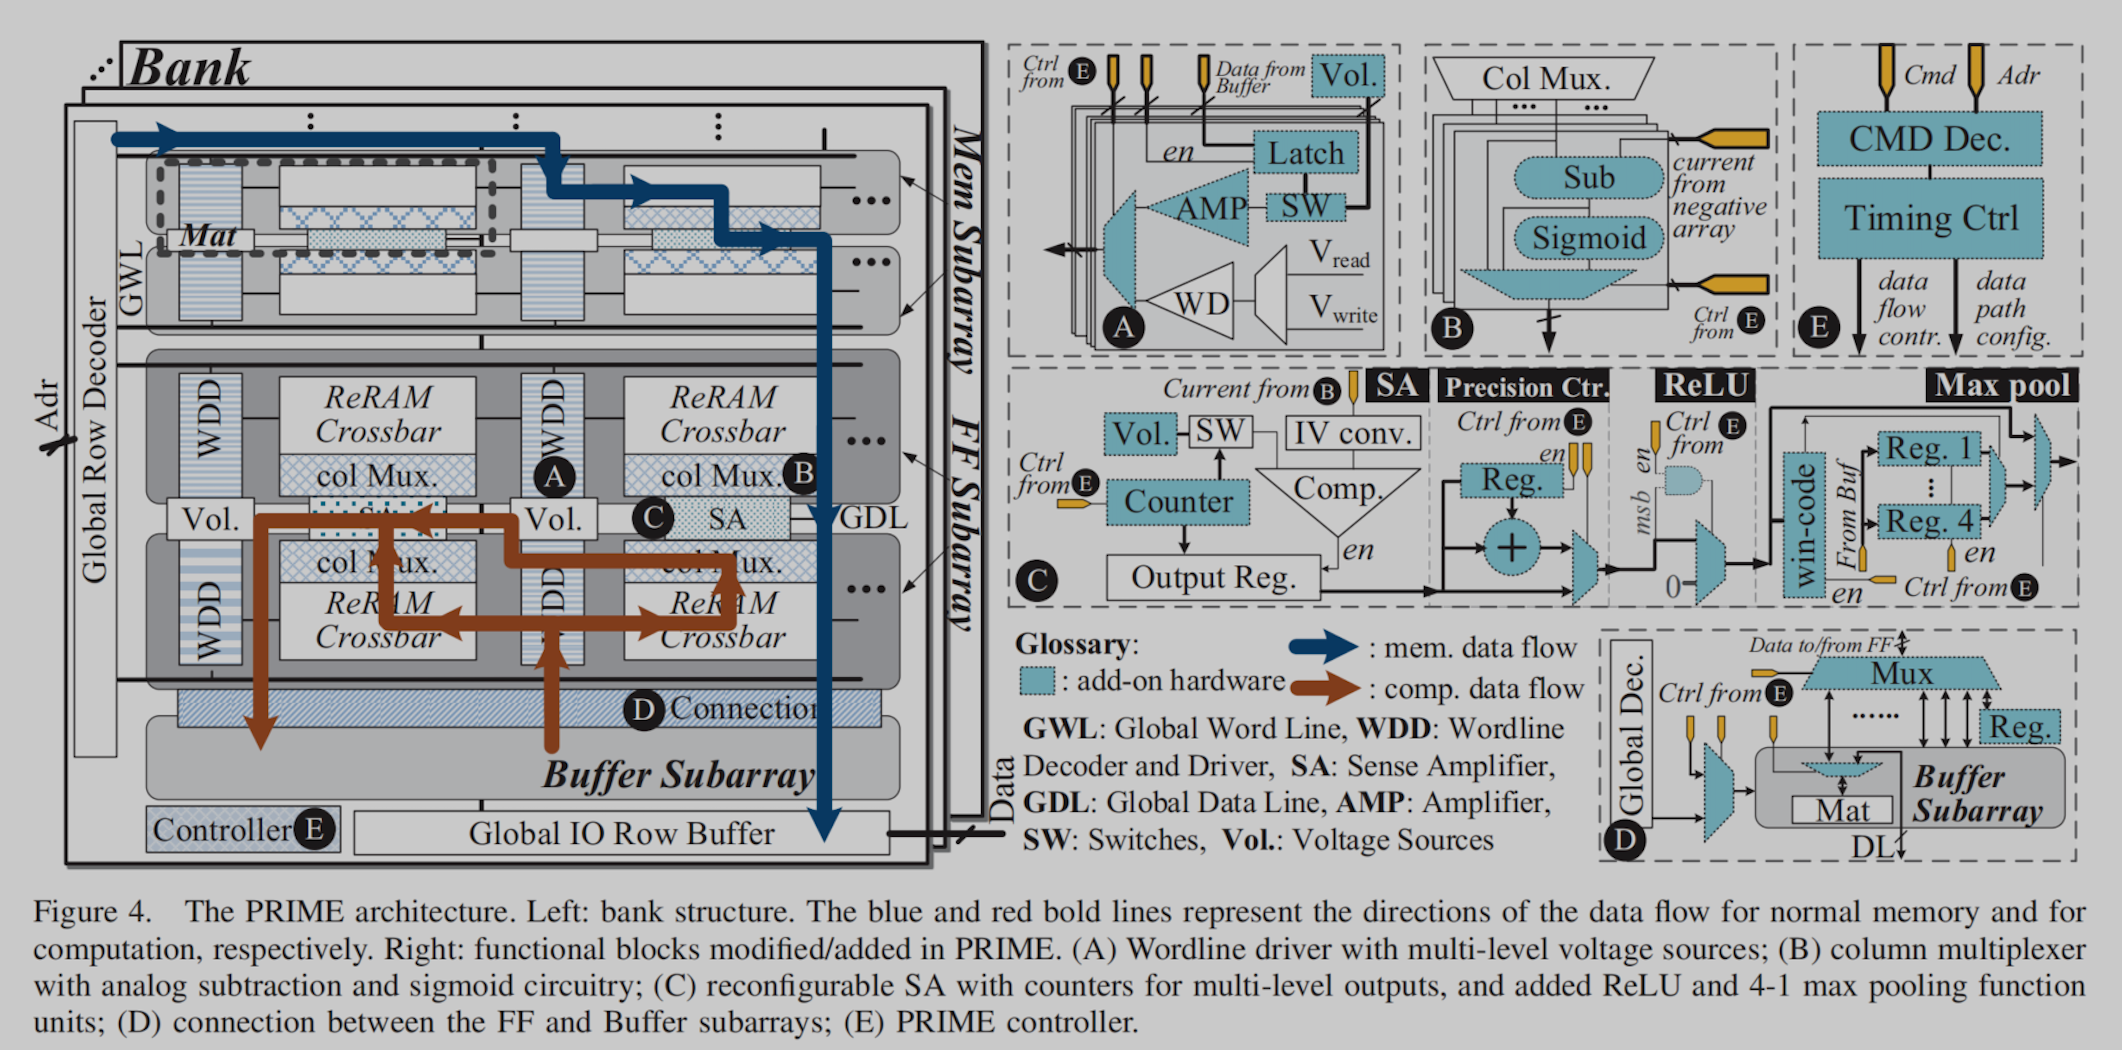 Bank
Mem Subarray
FF Subarray
Mat
GWL
Global Row Decoder
Adr
WDD
ReRAM
Crossbar
WDD
ReRAM
Crossbar
col Mux.
A
col Mux.
B
Vol.
Vol.
C
SA
GDL
WDD
ReRAM
Crossbar
ReRAM
Crossbar
D
Connection
Buffer Subarray
Controller
E
Global IO Row Buffer
Data
Ctrl
from E
Data from
Buffer
Vol.
en
Latch
AMP
SW
WD
Vread
Vwrite
A
Col Mux.
Sub
Sigmoid
current
from
negative
array
B
Ctrl
from E
Cmd
Adr
CMD Dec.
Timing Ctrl
E
data
flow
contr.
data
path
config.
Current from B
SA
Vol.
SW
IV conv.
Ctrl
from E
Counter
Comp.
en
C
Output Reg.
Precision Ctr.
Ctrl from E
en
Reg.
+
ReLU
Ctrl E
from
en
msb
0
Max pool
win-code
From Buf
Reg. 1
Reg. 4
en
en
Ctrl from E
Glossary:
: mem. data flow
: add-on hardware
: comp. data flow
GWL: Global Word Line, WDD: Wordline
Decoder and Driver, SA: Sense Amplifier,
GDL: Global Data Line, AMP: Amplifier,
SW: Switches, Vol.: Voltage Sources
Global Dec.
Data to/from FF
Mux
Ctrl from E
Reg.
Buffer
Subarray
Mat
DL
D
Figure 4. The PRIME architecture. Left: bank structure. The blue and red bold lines represent the directions of the data flow for normal memory and for
computation, respectively. Right: functional blocks modified/added in PRIME. (A) Wordline driver with multi-level voltage sources; (B) column multiplexer
with analog subtraction and sigmoid circuitry; (C) reconfigurable SA with counters for multi-level outputs, and added ReLU and 4-1 max pooling function
units; (D) connection between the FF and Buffer subarrays; (E) PRIME controller.